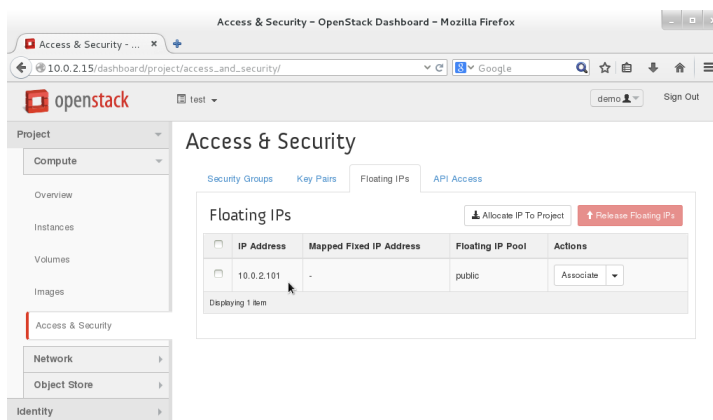 Access & Security - OpenStack Dashboard - Mozilla Firefox
Access & Security - ...
10.0.2.15/dashboard/project/access_and_security/
Google
openstack
test
demo
Sign Out
Project
Compute
Overview
Instances
Volumes
Images
Access & Security
Network
Object Store
Identity
Access & Security
Security Groups
Key Pairs
Floating IPs
API Access
Floating IPs
Allocate IP To Project
Release Floating IPs
IP Address
Mapped Fixed IP Address
Floating IP Pool
Actions
10.0.2.101
-
public
Associate
Displaying 1 item